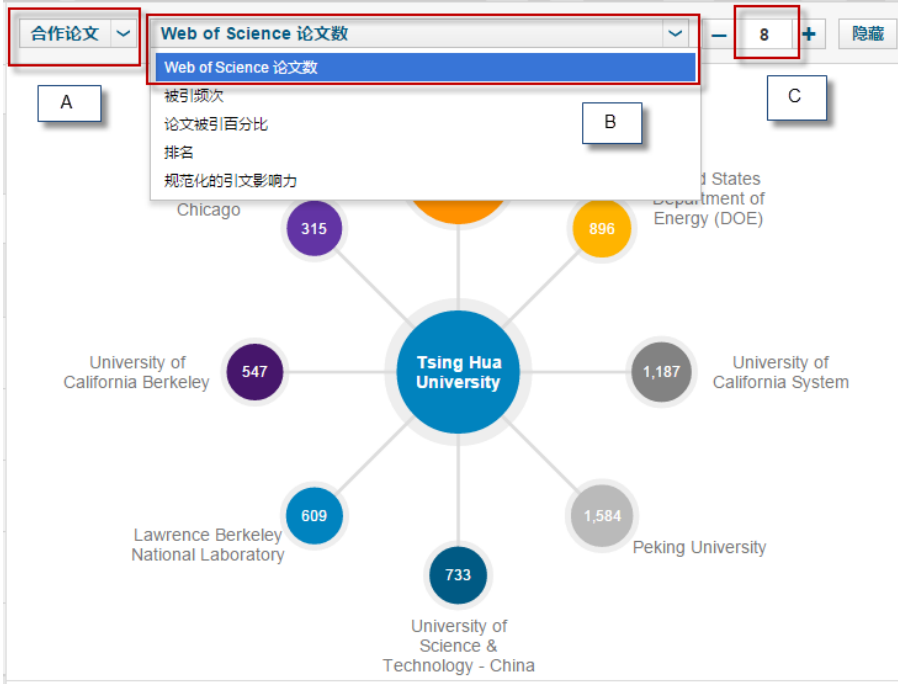 合作论文
Web of Science 论文数
8
隐藏
Web of Science 论文数
被引频次
论文被引百分比
排名
规范化的引文影响力
A
B
C
Chicago
315
896
States
Department of
Energy (DOE)
University of
California Berkeley
547
Tsing Hua
University
1,187
University of
California System
609
Lawrence Berkeley
National Laboratory
1,584
Peking University
733
University of
Science &
Technology - China